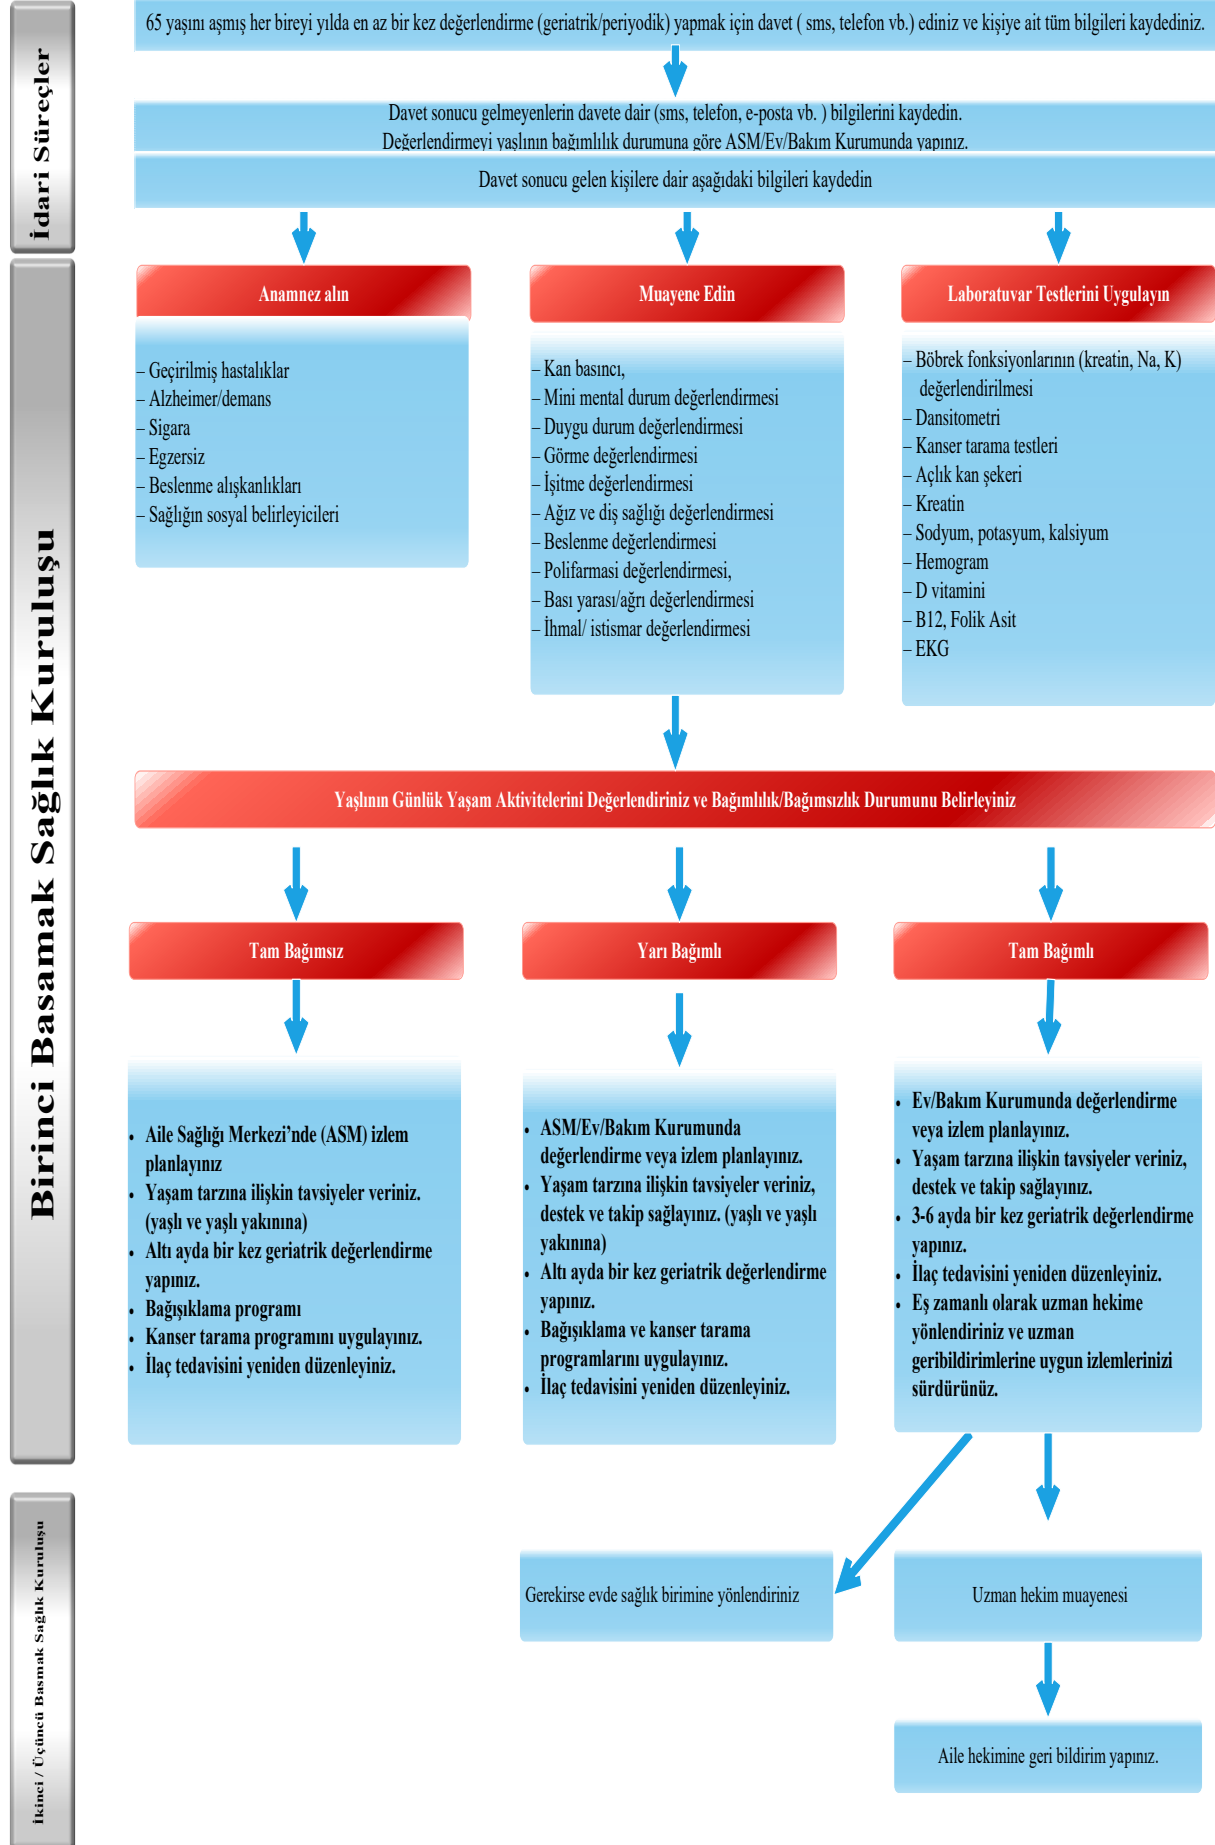 İdari Süreçler
65 yaşını aşmış her bireyi yılda en az bir kez değerlendirme (geriatrik/periyodik) yapmak için davet ( sms, telefon vb.) ediniz ve kişiye ait tüm bilgileri kaydediniz.
Davet sonucu gelmeyenlerin davete dair (sms, telefon, e-posta vb. ) bilgilerini kaydedin.
Değerlendirmeyi yaşlının bağımlılık durumuna göre ASM/Ev/Bakım Kurumunda yapınız.
Davet sonucu gelen kişilere dair aşağıdaki bilgileri kaydedin
Birinci Basamak Sağlık Kuruluşu
Anamnez alın
– Geçirilmiş hastalıklar
– Alzheimer/demans
– Sigara
– Egzersiz
– Beslenme alışkanlıkları
– Sağlığın sosyal belirleyicileri
Muayene Edin
– Kan basıncı,
– Mini mental durum değerlendirmesi
– Duygu durum değerlendirmesi
– Görme değerlendirmesi
– İşitme değerlendirmesi
– Ağız ve diş sağlığı değerlendirmesi
– Beslenme değerlendirmesi
– Polifarmasi değerlendirmesi,
– Bası yarası/ağrı değerlendirmesi
– İhmal/ istismar değerlendirmesi
Laboratuvar Testlerini Uygulayın
– Böbrek fonksiyonlarının (kreatin, Na, K)
değerlendirilmesi
– Dansitometri
– Kanser tarama testleri
– Açlık kan şekeri
– Kreatin
– Sodyum, potasyum, kalsiyum
– Hemogram
– D vitamini
– B12, Folik Asit
– EKG
Yaşlının Günlük Yaşam Aktivitelerini Değerlendiriniz ve Bağımlılık/Bağımsızlık Durumunu Belirleyiniz
Tam Bağımsız
• Aile Sağlığı Merkezi’nde (ASM) izlem
planlayınız
• Yaşam tarzına ilişkin tavsiyeler veriniz.
(yaşlı ve yaşlı yakınına)
• Altı ayda bir kez geriatrik değerlendirme
yapınız.
• Bağışıklama programı
• Kanser tarama programını uygulayınız.
• İlaç tedavisini yeniden düzenleyiniz.
Yarı Bağımlı
• ASM/Ev/Bakım Kurumunda
değerlendirme veya izlem planlayınız.
• Yaşam tarzına ilişkin tavsiyeler veriniz,
destek ve takip sağlayınız. (yaşlı ve yaşlı
yakınına)
• Altı ayda bir kez geriatrik değerlendirme
yapınız.
• Bağışıklama ve kanser tarama
programlarını uygulayınız.
• İlaç tedavisini yeniden düzenleyiniz.
Tam Bağımlı
• Ev/Bakım Kurumunda değerlendirme
veya izlem planlayınız.
• Yaşam tarzına ilişkin tavsiyeler veriniz,
destek ve takip sağlayınız.
• 3-6 ayda bir kez geriatrik değerlendirme
yapınız.
• İlaç tedavisini yeniden düzenleyiniz.
• Eş zamanlı olarak uzman hekime
yönlendiriniz ve uzman
geribildirimlerine uygun izlemlerinizi
sürdürünüz.
İkinci / Üçüncü Basmak Sağlık Kuruluşu
Gerekirse evde sağlık birimine yönlendiriniz
Uzman hekim muayenesi
Aile hekimine geri bildirim yapınız.